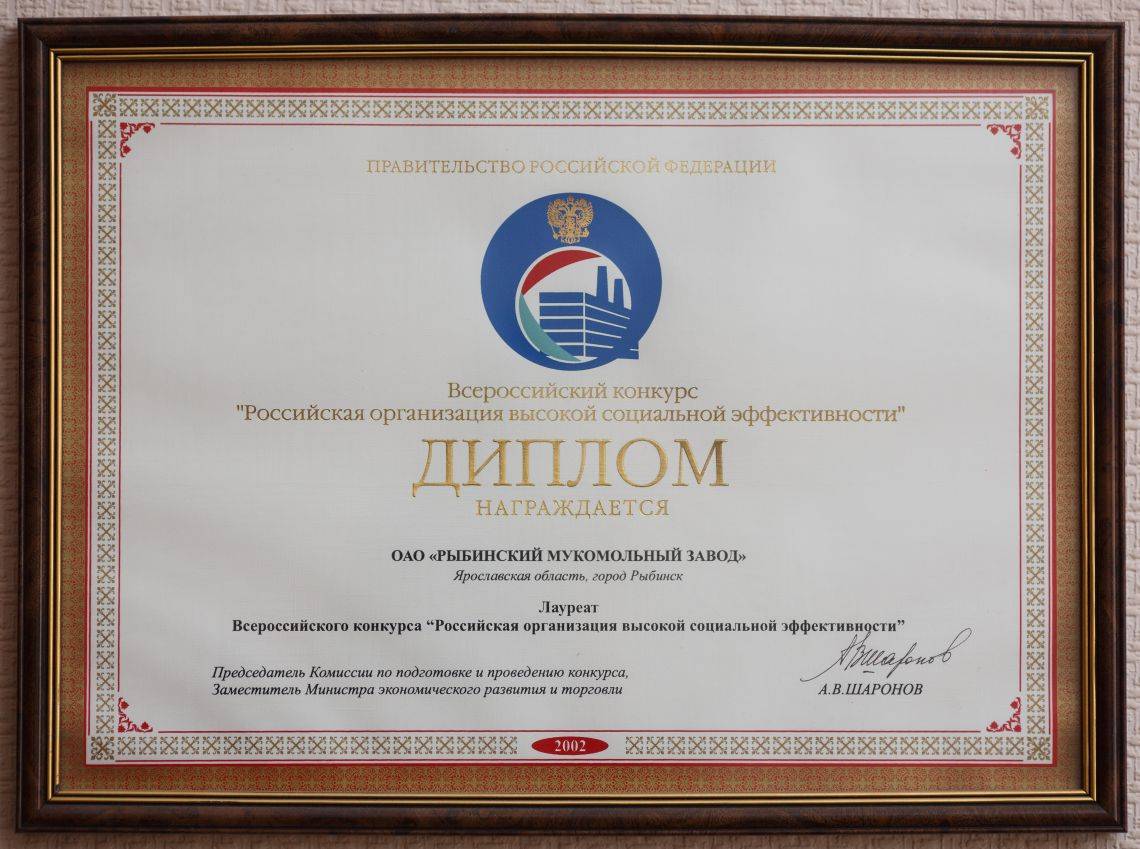 ПРАВИТЕЛЬСТВО РОССИЙСКОЙ ФЕДЕРАЦИИ
Всероссийский конкурс
"Российская организация высокой социальной эффективности"
ДИПЛОМ
НАГРАЖДАЕТСЯ
ОАО «РЫБИНСКИЙ МУКОМОЛЬНЫЙ ЗАВОД»
Ярославская область, город Рыбинск
Лауреат
Всероссийского конкурса “Российская организация высокой социальной эффективности”
Председатель Комиссии по подготовке и проведению конкурса,
Заместитель Министра экономического развития и торговли
АВШаронов
А.В.ШАРОНОВ
2002